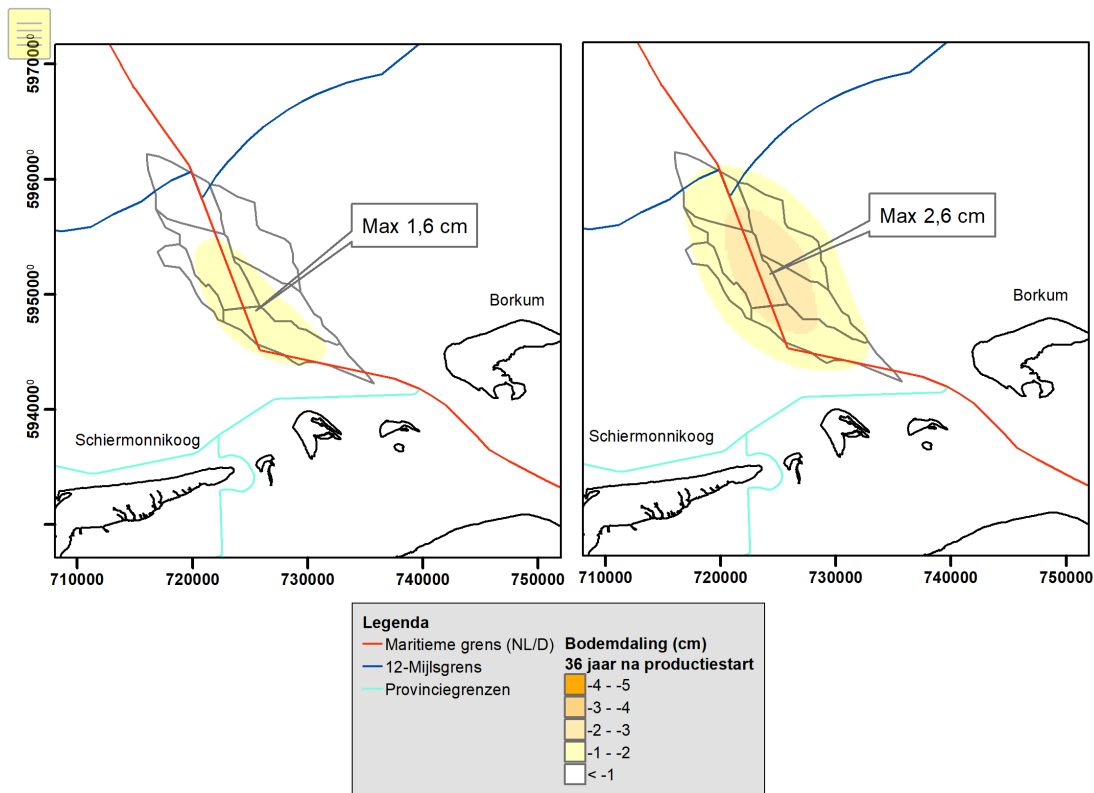 5970000
5960000
5950000
5940000
Max 1,6 cm
Borkum
Schiermonnikoog
710000 720000 730000 740000 750000
Max 2,6 cm
Borkum
Schiermonnikoog
710000 720000 730000 740000 750000
Legenda
Maritieme grens (NL/D)
12-Mijlsgrens
Provinciegrenzen
Bodemdaling (cm)
36 jaar na productiestart
-4 - -5
-3 - -4
-2 - -3
-1 - -2
< -1